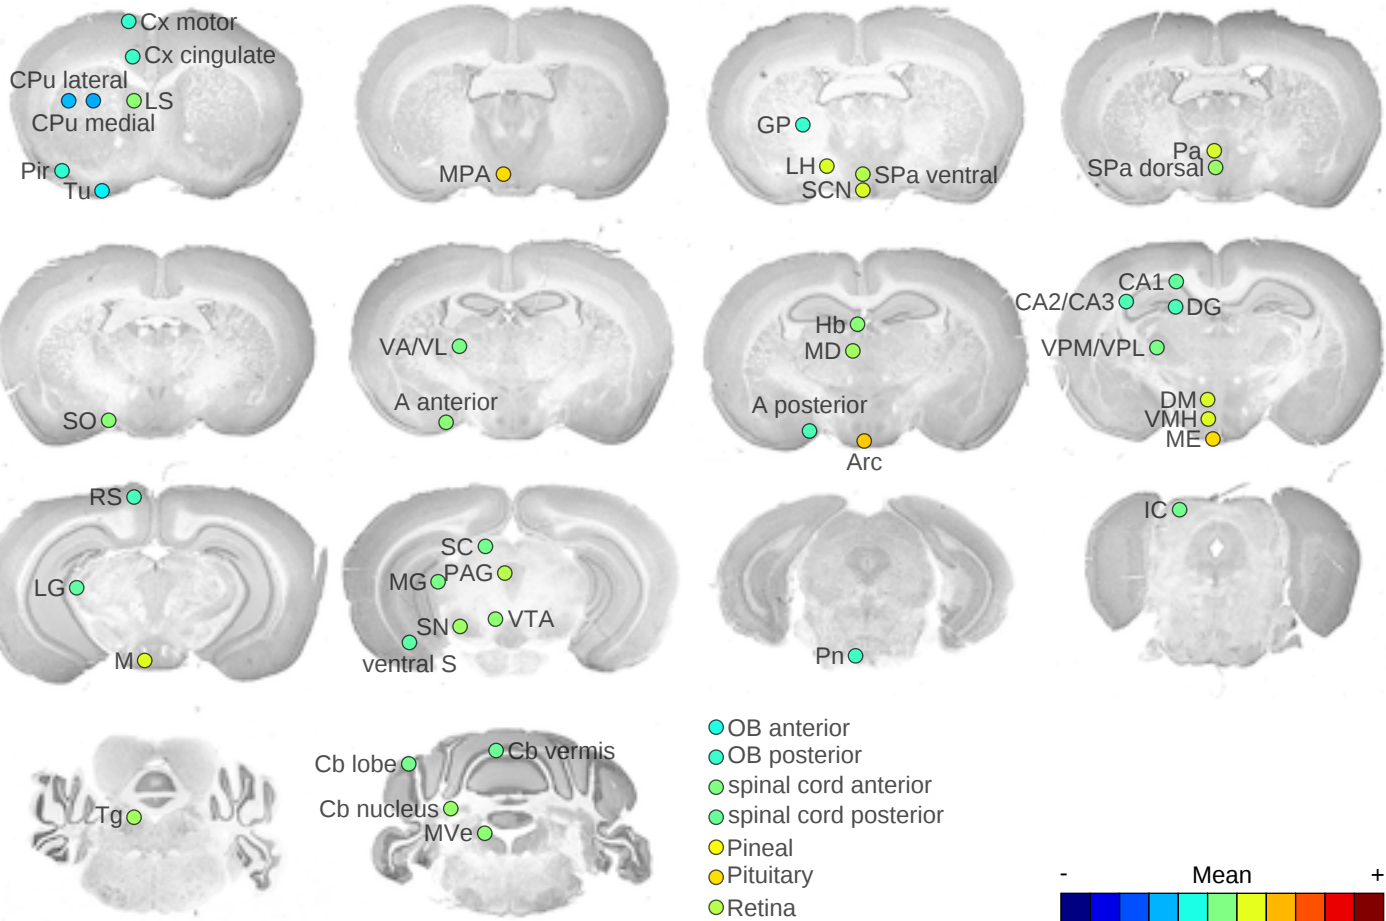 Cx motor
Cx cingulate
CPu lateral
LS
CPu medial
Pir
Tu
MPA
GP
LH
SPa ventral
SCN
Pa
SPa dorsal
SO
VA/VL
A anterior
Hb
MD
A posterior
Arc
CA1
CA2/CA3
DG
VPM/VPL
DM
VMH
ME
RS
LG
M
SC
MG
PAG
SN
VTA
ventral S
Pn
IC
Tg
Cb lobe
Cb vermis
Cb nucleus
MVe
OB anterior
OB posterior
spinal cord anterior
spinal cord posterior
Pineal
Pituitary
Retina
- Mean +